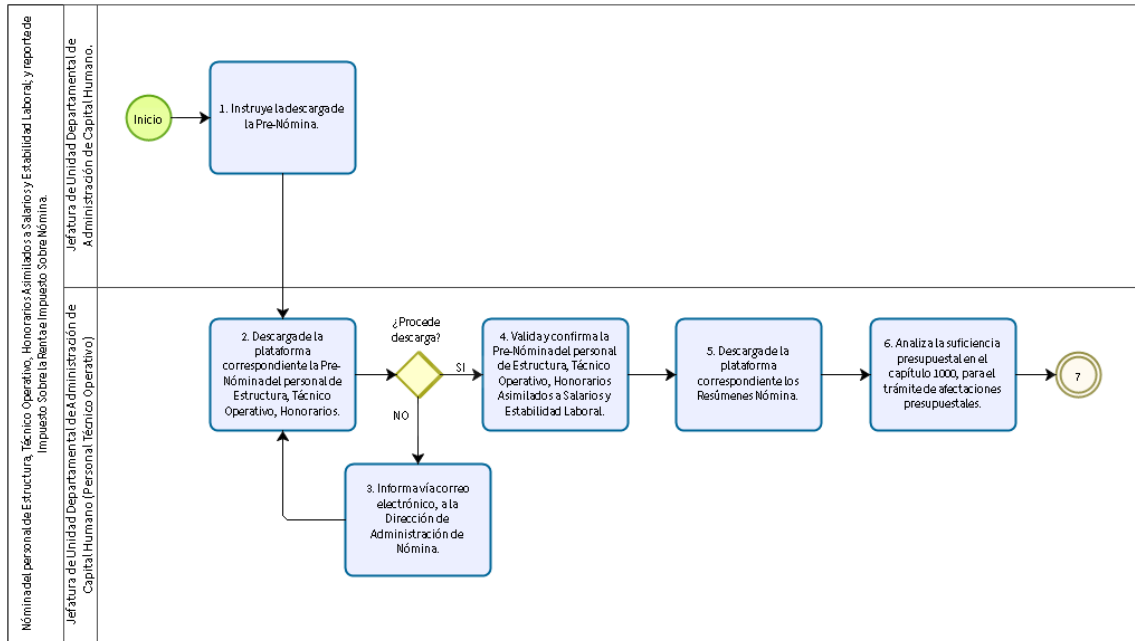 Nómina del personal de Estructura, Técnico Operativo, Honorarios Asimilados a Salarios y Estabilidad Laboral; y reporte de
Impuesto Sobre la Renta e Impuesto Sobre Nómina.
Jefatura de Unidad Departamental de
Administración de Capital Humano.
Inicio
1. Instruye la descarga de
la Pre-Nómina.
Jefatura de Unidad Departamental de Administración de
Capital Humano (Personal Técnico Operativo)
2. Descarga de la
plataforma
correspondiente la Pre-
Nómina del personal de
Estructura, Técnico
Operativo, Honorarios.
¿Procede
descarga?
SI
NO
3. Informa vía correo
electrónico, a la
Dirección de
Administración de
Nómina.
4. Valida y confirma la
Pre-Nómina del personal
de Estructura, Técnico
Operativo, Honorarios
Asimilados a Salarios y
Estabilidad Laboral.
5. Descarga de la
plataforma
correspondiente los
Resúmenes Nómina.
6. Analiza la suficiencia
presupuestal en el
capítulo 1000, para el
trámite de afectaciones
presupuestales.
7